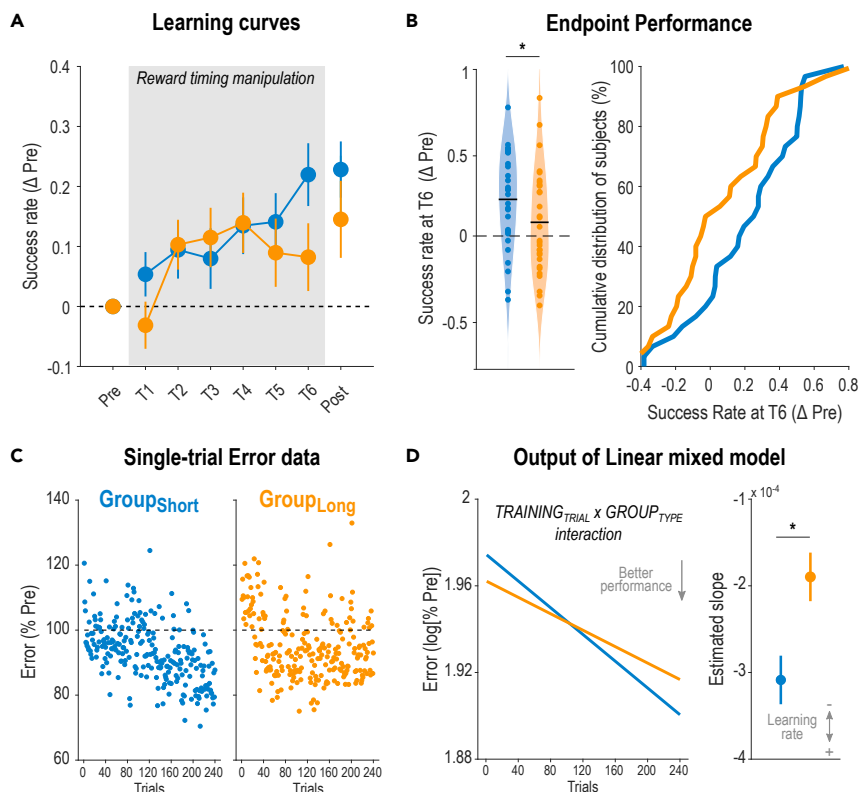 A Learning curves
Reward timing manipulation
Success rate (Δ Pre)
0.4
0.3
0.2
0.1
0
-0.1
Pre T1 T2 T3 T4 T5 T6 Post
B Endpoint Performance
*
Success rate at T6 (Δ Pre)
1
0.5
0
-0.5
Cumulative distribution of subjects (%)
100
80
60
40
20
-0.4 -0.2 0 0.2 0.4 0.6 0.8
Success Rate at T6 (Δ Pre)
C Single-trial Error data
GroupShort GroupLong
Error (% Pre)
140
120
100
80
60
0 40 80 120 160 200 240 0 40 80 120 160 200 240
Trials Trials
D Output of Linear mixed model
TRAININGTRIAL x GROUPTYPE
interaction
Better
performance
Error (log[% Pre])
2
1.96
1.92
1.88
0 40 80 120 160 200 240
Trials
x 10-4
*
Estimated slope
-1
-2
-3
-4
Learning
rate
-
+